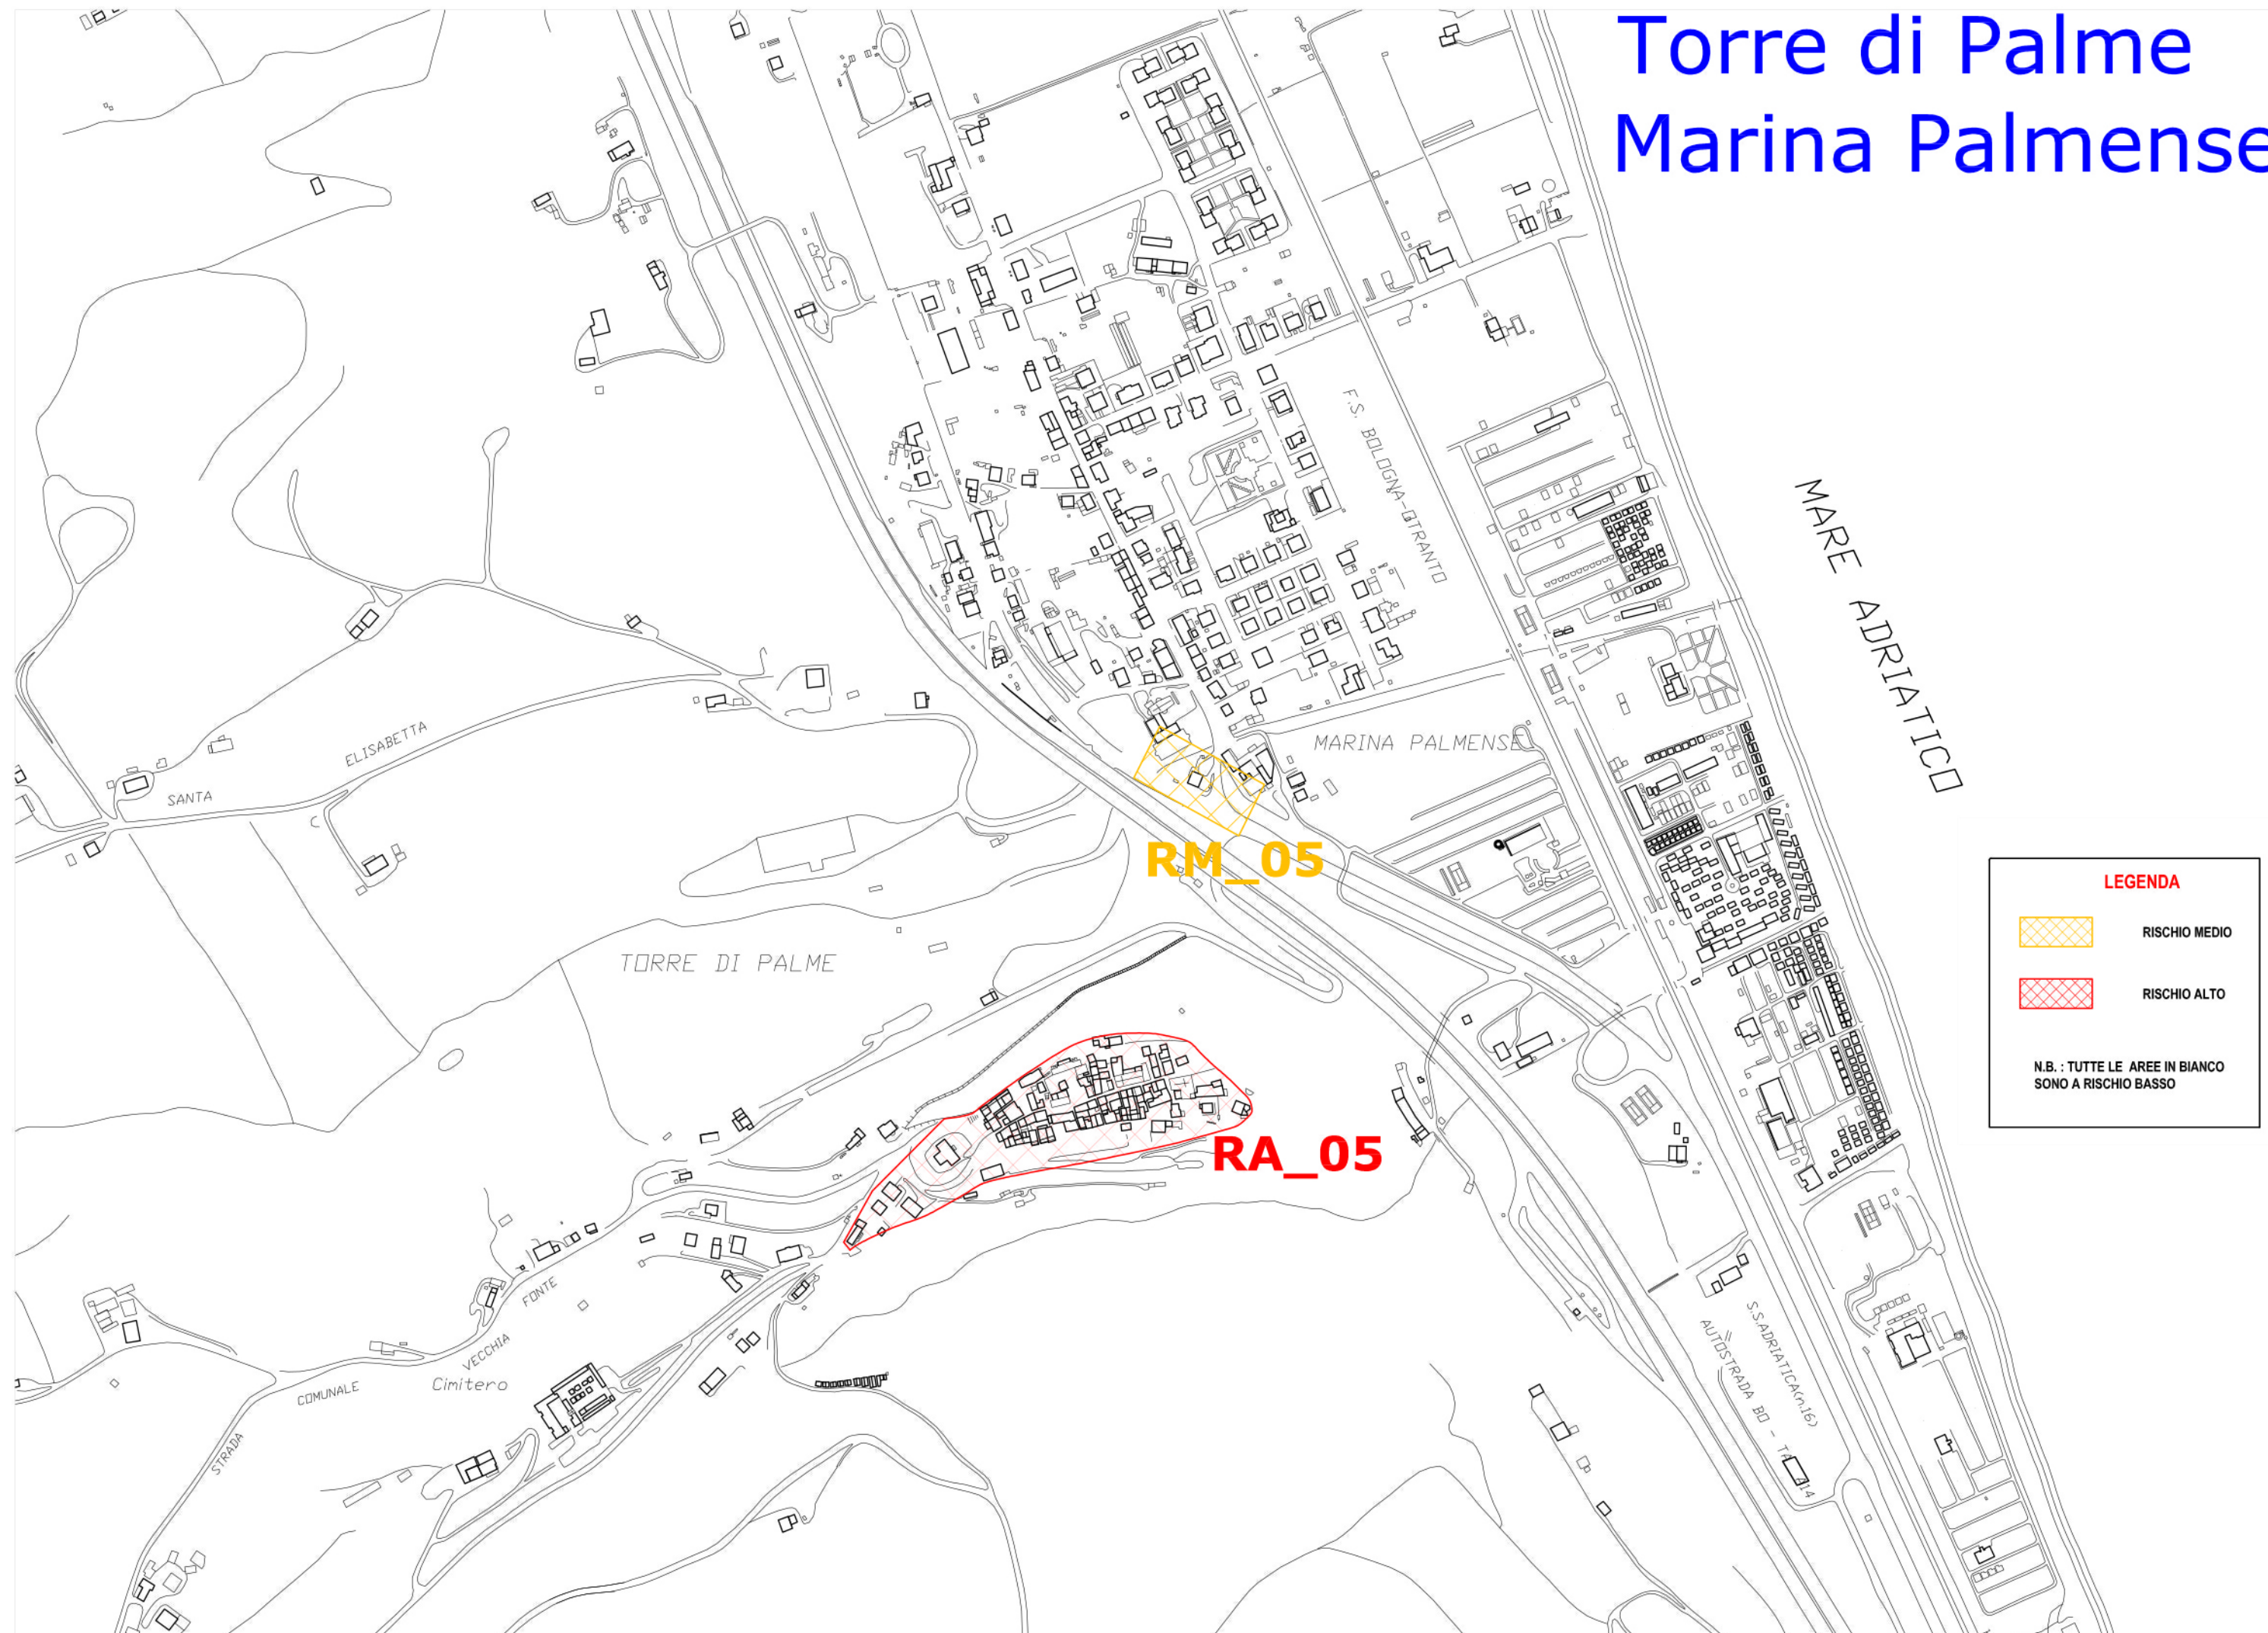 Torre di Palme
Marina Palmense
F.S. BOLOGNA-OTRANTO
MARE ADRIATICO
MARINA PALMENSE
SANTA
ELISABETTA
RM_05
TORRE DI PALME
RA_05
LEGENDA
RISCHIO MEDIO
RISCHIO ALTO
N.B. : TUTTE LE AREE IN BIANCO
SONO A RISCHIO BASSO
STRADA
COMUNALE
VECCHIA
FONTE
Cimitero
S.S.ADRIATICA(n.16)
AUTOSTRADA BO -